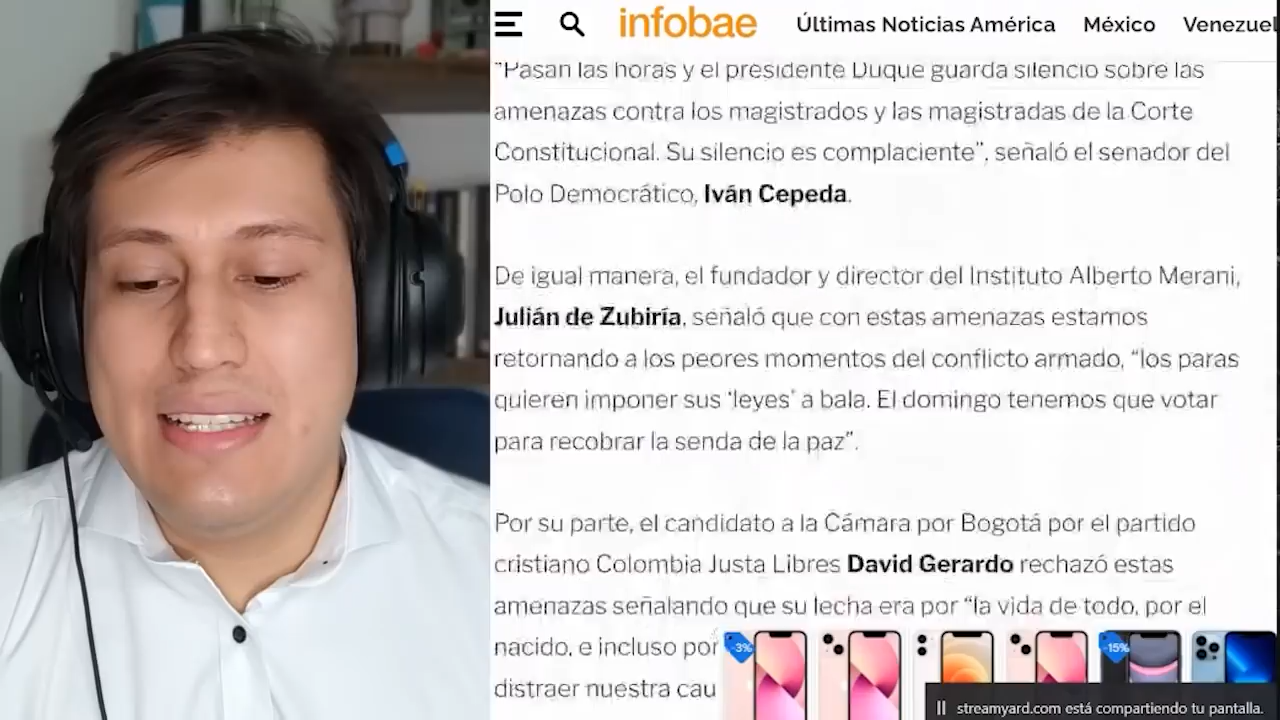 infobae
Últimas Noticias América México Venezuel
"Pasan las horas y el presidente Duque guarda silencio sobre las
amenazas contra los magistrados y las magistradas de la Corte
Constitucional. Su silencio es complaciente", señaló el senador del
Polo Democrático, Iván Cepeda.
De igual manera, el fundador y director del Instituto Alberto Merani,
Julián de Zubiría, señaló que con estas amenazas estamos
retornando a los peores momentos del conflicto armado, "los paras
quieren imponer sus 'leyes' a bala. El domingo tenemos que votar
para recobrar la senda de la paz".
Por su parte, el candidato a la Cámara por Bogotá por el partido
cristiano Colombia Justa Libres David Gerardo rechazó estas
amenazas señalando que su lecha era por "la vida de todo, por el
nacido, e incluso por
distraer nuestra cau
-3%
-15%
streamyard.com está compartiendo tu pantalla.